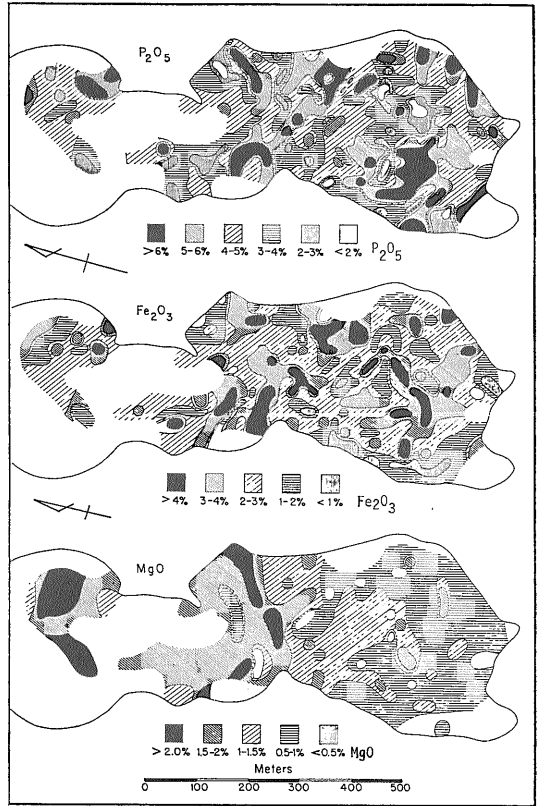 P2O5
>6% 5-6% 4-5% 3-4% 2-3% <2% P2O5
Fe2O3
>4% 3-4% 2-3% 1-2% <1% Fe2O3
MgO
>2.0% 1.5-2% 1-1.5% 0.5-1% <0.5% MgO
Meters
0 100 200 300 400 500